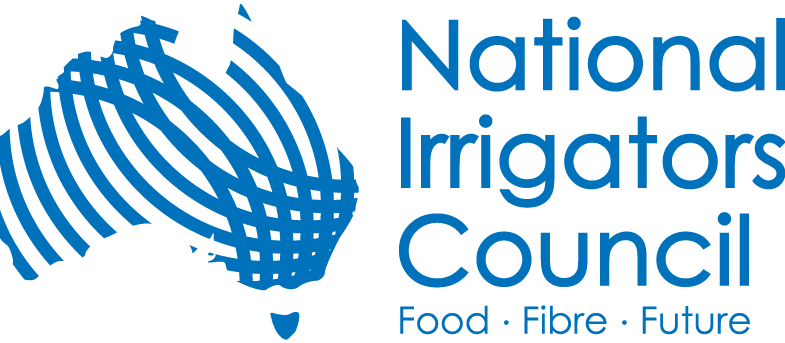 National
Irrigators
Council
Food · Fibre · Future